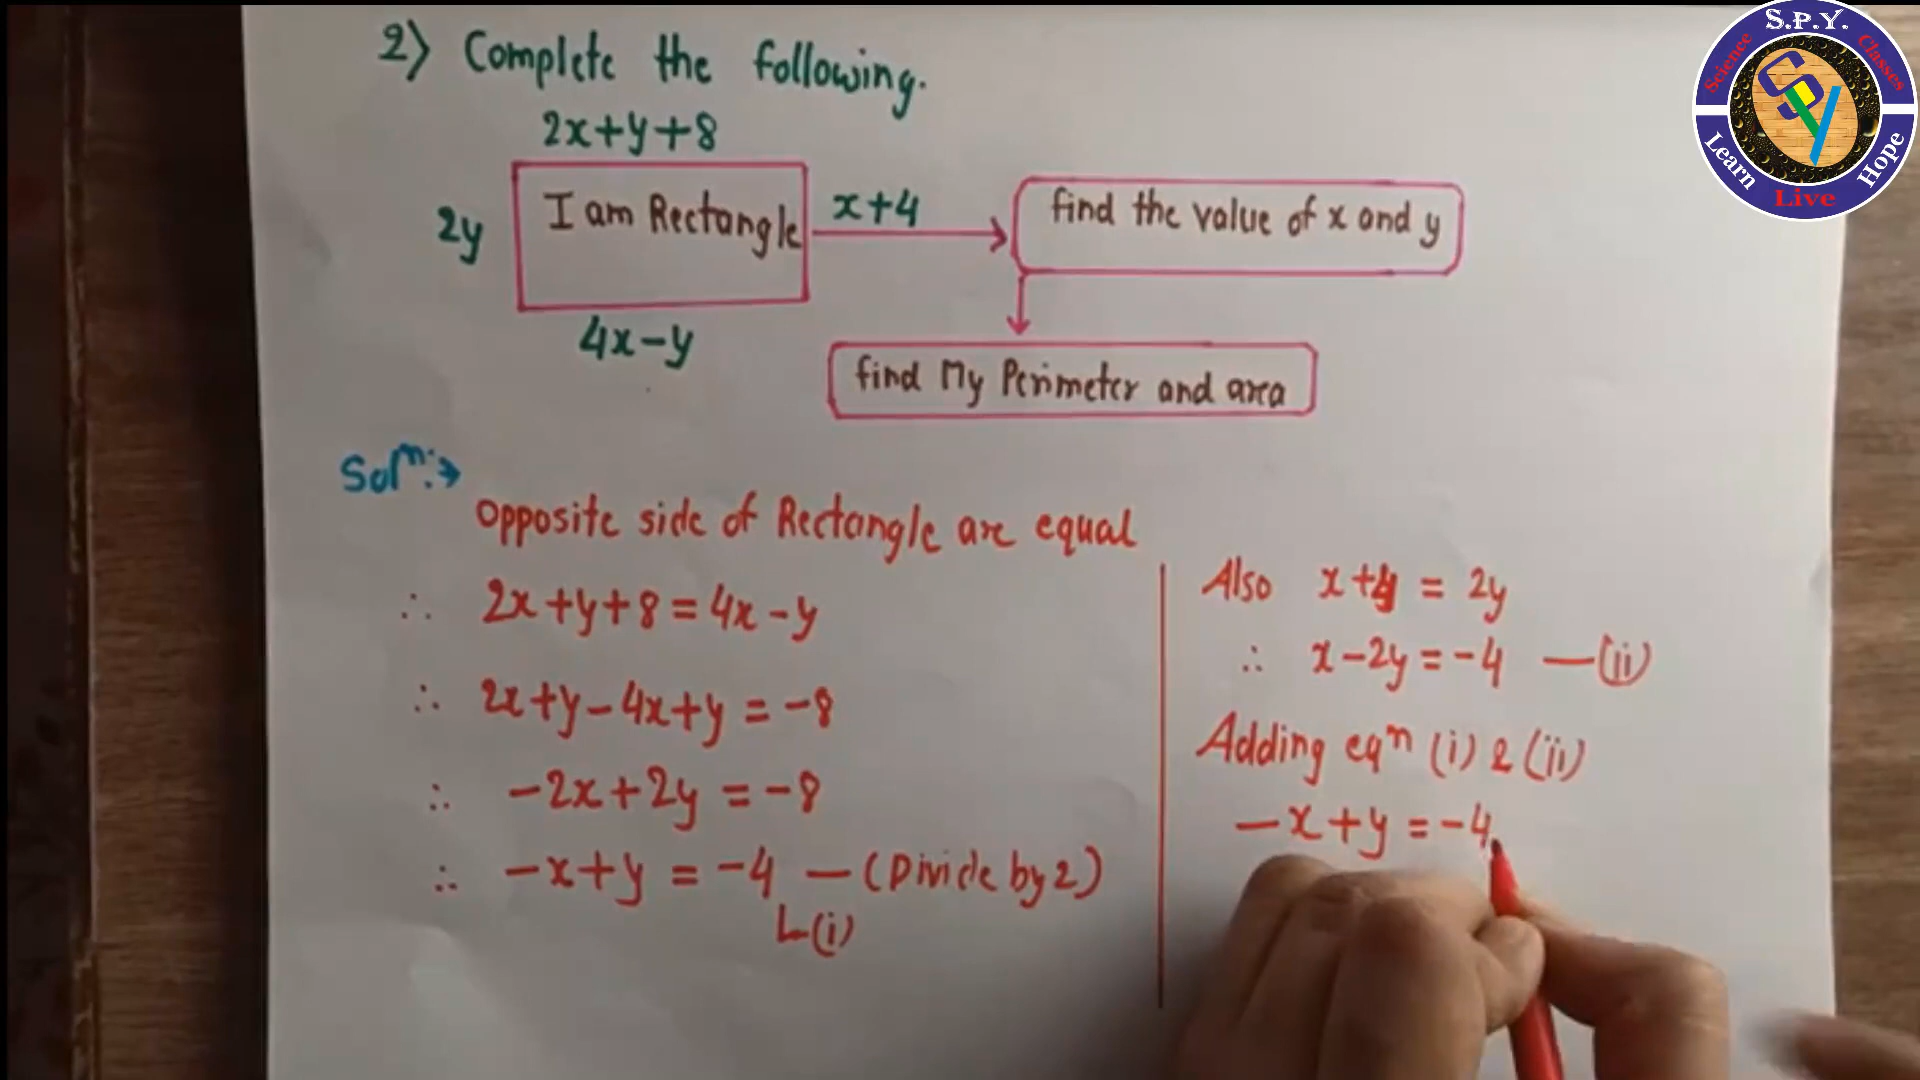 2) Complete the following.
2x+y+8
2y
I am Rectangle
x+4
find the value of x and y
4x-y
find My Perimeter and area
Solⁿ:→
opposite side of Rectangle are equal
∴ 2x+y+8=4x-y
∴ 2x+y-4x+y=-8
∴ -2x+2y=-8
∴ -x+y=-4 —(Divide by 2)
(i)
Also x+4=2y
∴ x-2y=-4 —(ii)
Adding eqⁿ (i) & (ii)
-x+y=-4
S.P.Y.
Science
Classes
SPY
Learn
Live
Hope